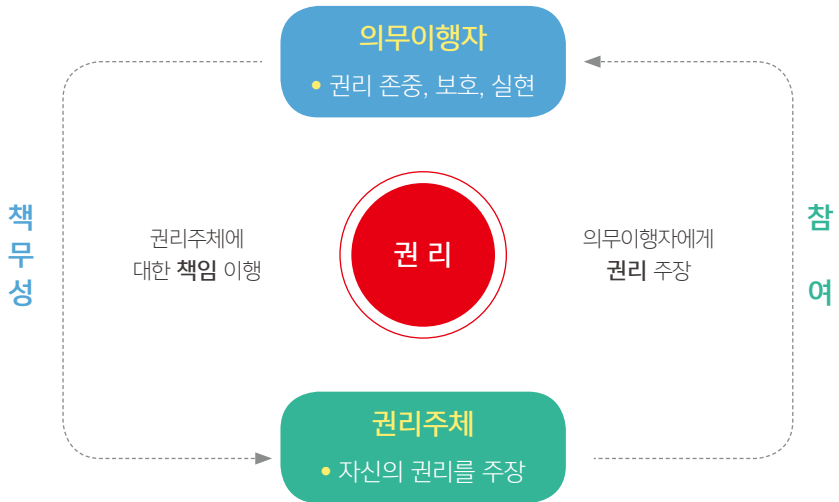 의무이행자
• 권리 존중, 보호, 실현
책무성
권리주체에
대한 책임 이행
권 리
의무이행자에게
권리 주장
참여
권리주체
• 자신의 권리를 주장